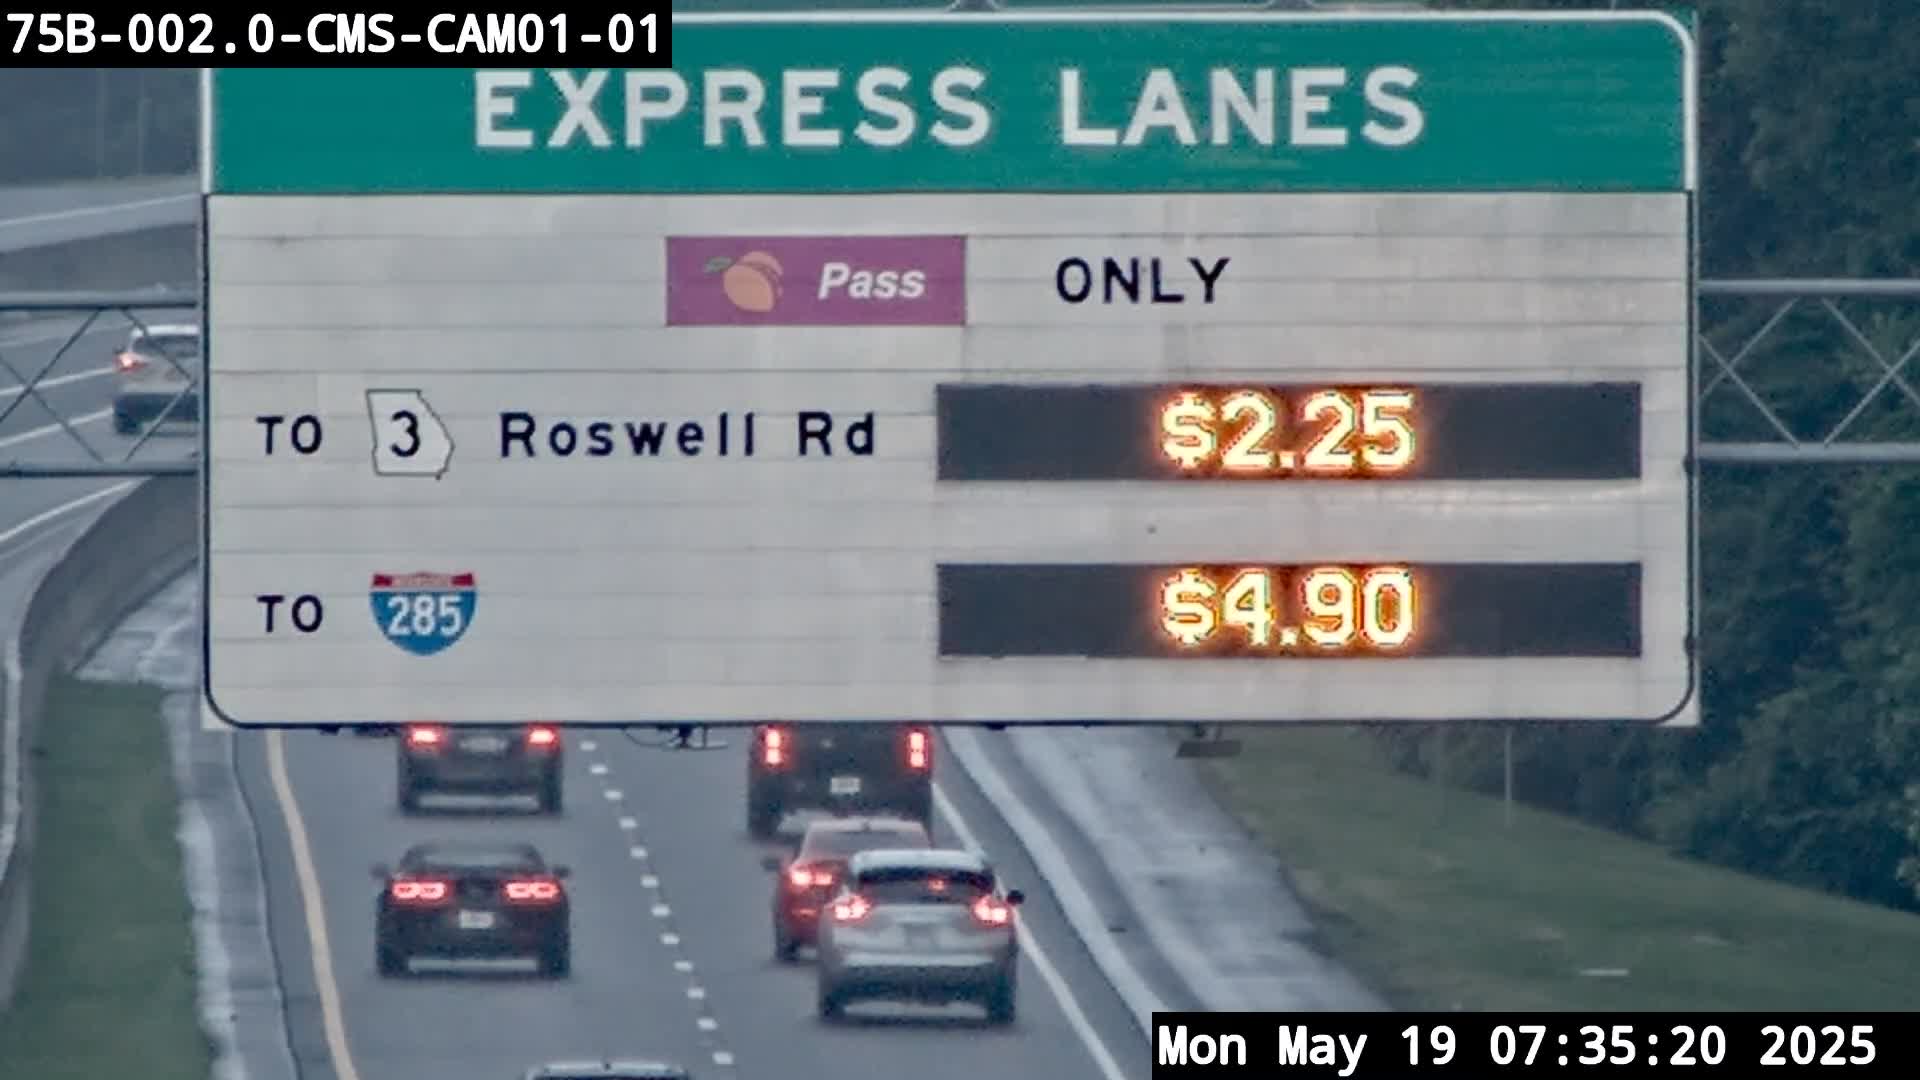 75B-002.0-CMS-CAM01-01
EXPRESS LANES
Pass ONLY
TO 3 Roswell Rd $2.25
TO 285 $4.90
Mon May 19 07:35:20 2025